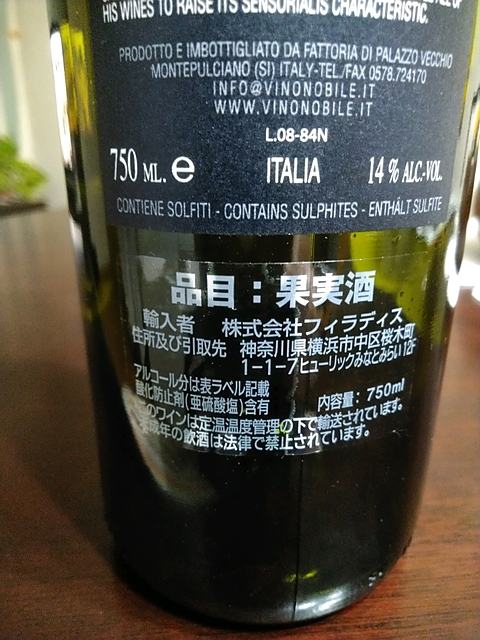 HIS WINES TO RAISE ITS SENSORIALIS CHARACTERISTIC.
PRODOTTO E IMBOTTIGLIATO DA FATTORIA DI PALAZZO VECCHIO
MONTEPULCIANO (SI) ITALY-TEL/FAX 0578.724170
INFO@VINONOBILE.IT
WWW.VINONOBILE.IT
L.08-84N
750 ML. e ITALIA 14 % ALC.-VOL.
CONTIENE SOLFITI - CONTAINS SULPHITES - ENTHÄLT SULFITE
品目：果実酒
輸入者 株式会社フィラディス
住所及び引取先 神奈川県横浜市中区桜木町
1-1-7ヒューリックみなとみらい12F
アルコール分は表ラベル記載
酸化防止剤(亜硫酸塩)含有 内容量：750ml
このワインは定温温度管理の下で輸送されています。
未成年の飲酒は法律で禁止されています。